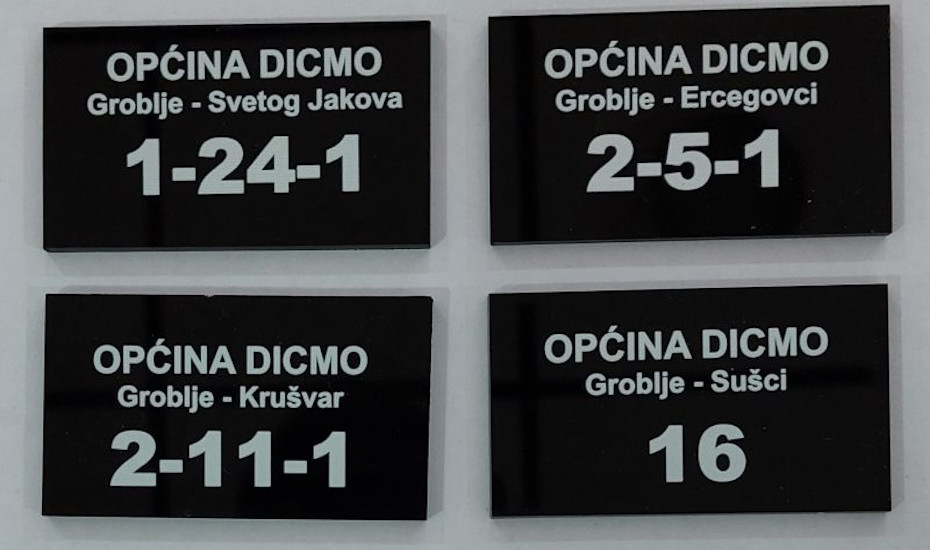 OPĆINA DICMO
Groblje - Svetog Jakova
1-24-1
OPĆINA DICMO
Groblje - Ercegovci
2-5-1
OPĆINA DICMO
Groblje - Krušvar
2-11-1
OPĆINA DICMO
Groblje - Sušci
16